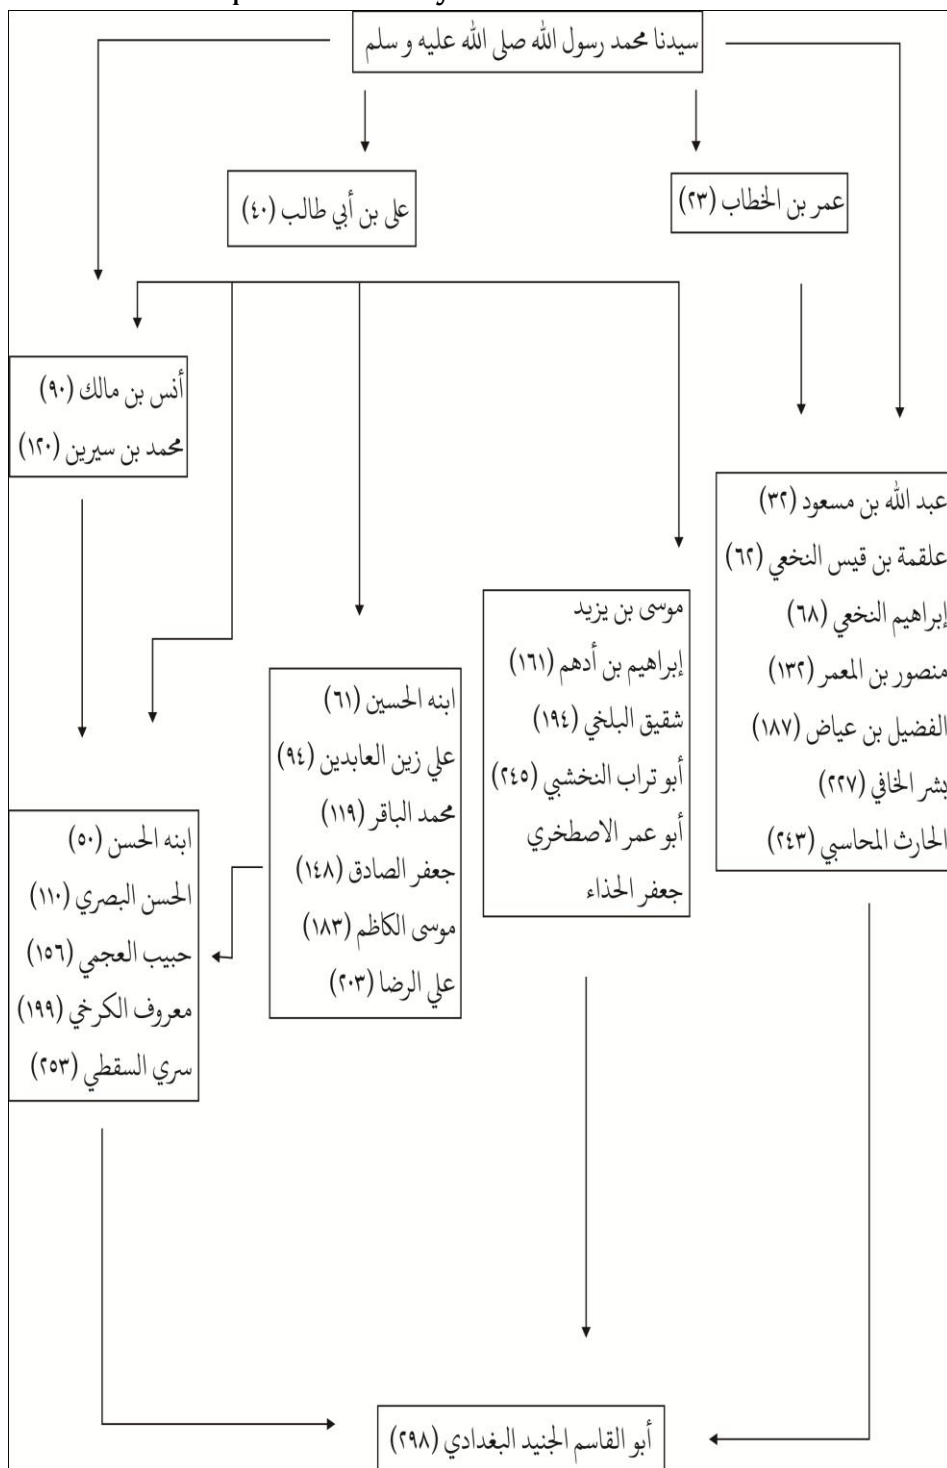 سيدنا محمد رسول الله صلى الله عليه و سلم
عمر بن الخطاب (٢٣)
على بن أبي طالب (٤٠)
أنس بن مالك (٩٠)
محمد بن سيرين (١٢٠)
عبد الله بن مسعود (٣٢)
علقمة بن قيس النخعي (٦٢)
إبراهيم النخعي (٦٨)
منصور بن المعمر (١٣٢)
الفضيل بن عياض (١٨٧)
بشر الخافي (٢٢٧)
الحارث المحاسبي (٢٤٣)
موسى بن يزيد
إبراهيم بن أدهم (١٦١)
شقيق البلخي (١٩٤)
أبو تراب النخشبي (٢٤٥)
أبو عمر الاصطخري
جعفر الحذاء
ابنه الحسين (٦١)
علي زين العابدين (٩٤)
محمد الباقر (١١٩)
جعفر الصادق (١٤٨)
موسى الكاظم (١٨٣)
علي الرضا (٢٠٣)
ابنه الحسن (٥٠)
الحسن البصري (١١٠)
حبيب العجمي (١٥٦)
معروف الكرخي (١٩٩)
سري السقطي (٢٥٣)
أبو القاسم الجنيد البغدادي (٢٩٨)